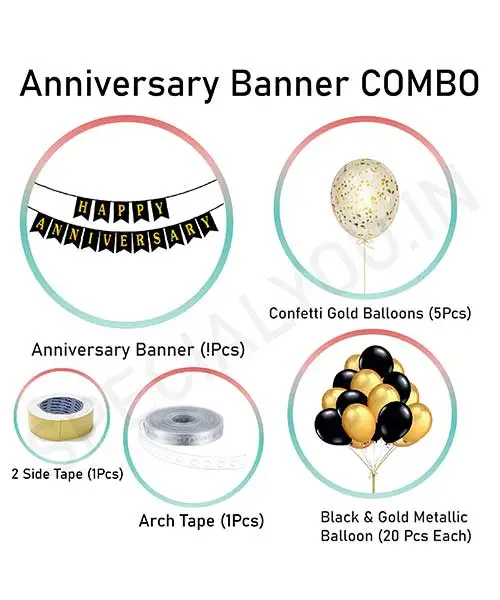 Anniversary Banner COMBO
HAPPY
ANNIVERSARY
Anniversary Banner (!Pcs)
Confetti Gold Balloons (5Pcs)
2 Side Tape (1Pcs)
Arch Tape (1Pcs)
Black & Gold Metallic
Balloon (20 Pcs Each)
SPECIALYOU.IN